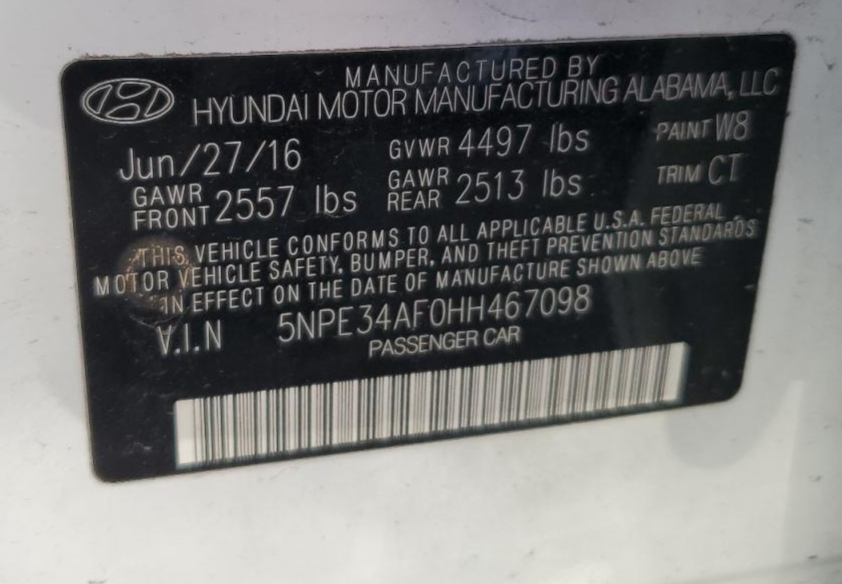 MANUFACTURED BY
HYUNDAI MOTOR MANUFACTURING ALABAMA, LLC
Jun/27/16 GVWR 4497 lbs PAINT W8
GAWR FRONT 2557 lbs GAWR REAR 2513 lbs TRIM CT
THIS VEHICLE CONFORMS TO ALL APPLICABLE U.S.A. FEDERAL
MOTOR VEHICLE SAFETY, BUMPER, AND THEFT PREVENTION STANDARDS
IN EFFECT ON THE DATE OF MANUFACTURE SHOWN ABOVE
V.I.N 5NPE34AF0HH467098
PASSENGER CAR